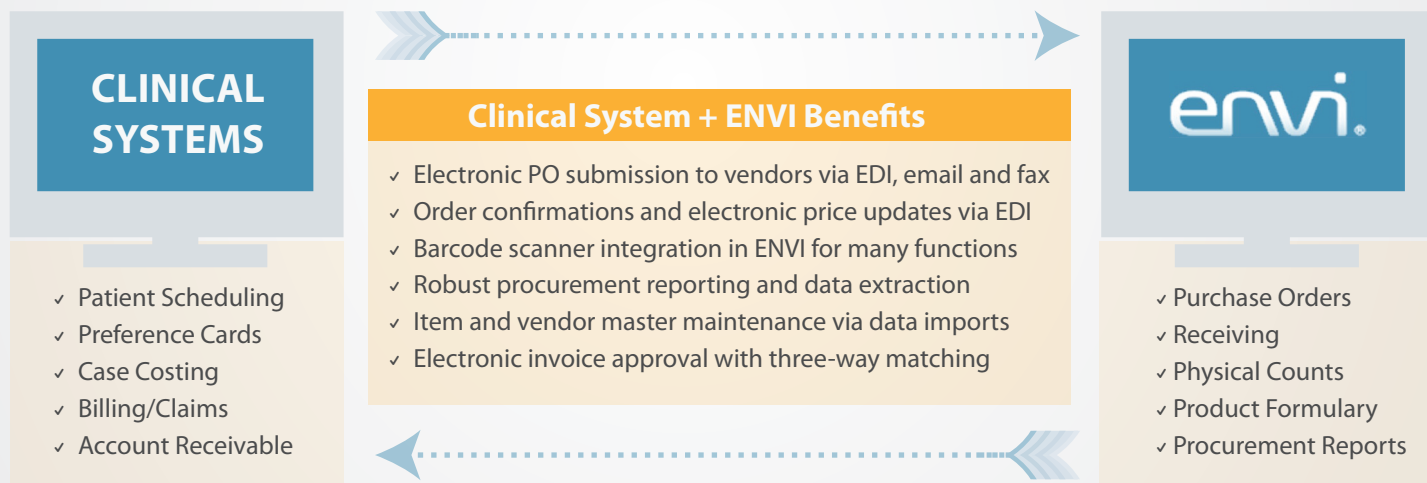 CLINICAL
SYSTEMS
Patient Scheduling
Preference Cards
Case Costing
Billing/Claims
Account Receivable
Clinical System + ENVI Benefits
Electronic PO submission to vendors via EDI, email and fax
Order confirmations and electronic price updates via EDI
Barcode scanner integration in ENVI for many functions
Robust procurement reporting and data extraction
Item and vendor master maintenance via data imports
Electronic invoice approval with three-way matching
envi®
Purchase Orders
Receiving
Physical Counts
Product Formulary
Procurement Reports